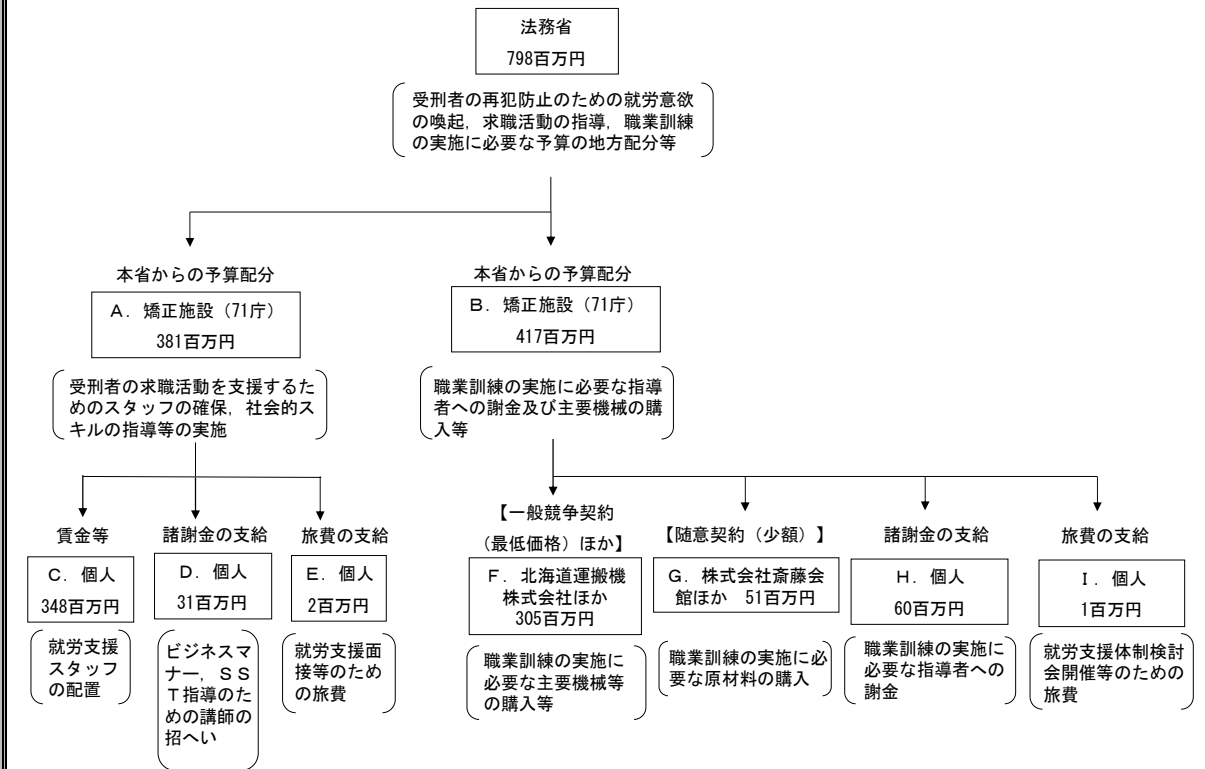 法務省
798百万円
受刑者の再犯防止のための就労意欲
の喚起，求職活動の指導，職業訓練
の実施に必要な予算の地方配分等
本省からの予算配分
A．矯正施設（71庁）
381百万円
受刑者の求職活動を支援するた
めのスタッフの確保，社会的ス
キルの指導等の実施
本省からの予算配分
B．矯正施設（71庁）
417百万円
職業訓練の実施に必要な指導
者への謝金及び主要機械の購
入等
賃金等
C．個人
348百万円
就労支援
スタッフ
の配置
諸謝金の支給
D．個人
31百万円
ビジネスマ
ナー，ＳＳ
Ｔ指導のた
めの講師の
招へい
旅費の支給
E．個人
2百万円
就労支援面
接等のため
の旅費
【一般競争契約
（最低価格）ほか】
F．北海道運搬機
株式会社ほか
305百万円
職業訓練の実施に
必要な主要機械等
の購入等
【随意契約（少額）】
G．株式会社斎藤会
館ほか　51百万円
職業訓練の実施に必
要な原材料の購入
諸謝金の支給
H．個人
60百万円
職業訓練の実施に
必要な指導者への
謝金
旅費の支給
I．個人
1百万円
就労支援体制検討
会開催等のための
旅費